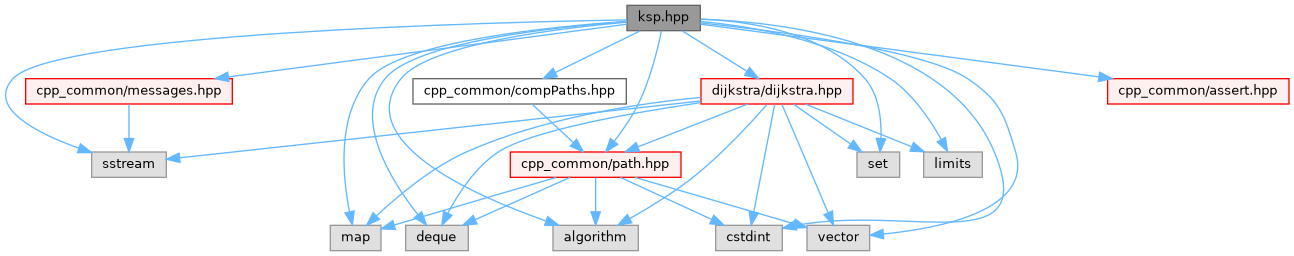 ksp.hpp
cpp_common/messages.hpp
cpp_common/compPaths.hpp
dijkstra/dijkstra.hpp
cpp_common/assert.hpp
sstream
cpp_common/path.hpp
set
limits
map
deque
algorithm
cstdint
vector